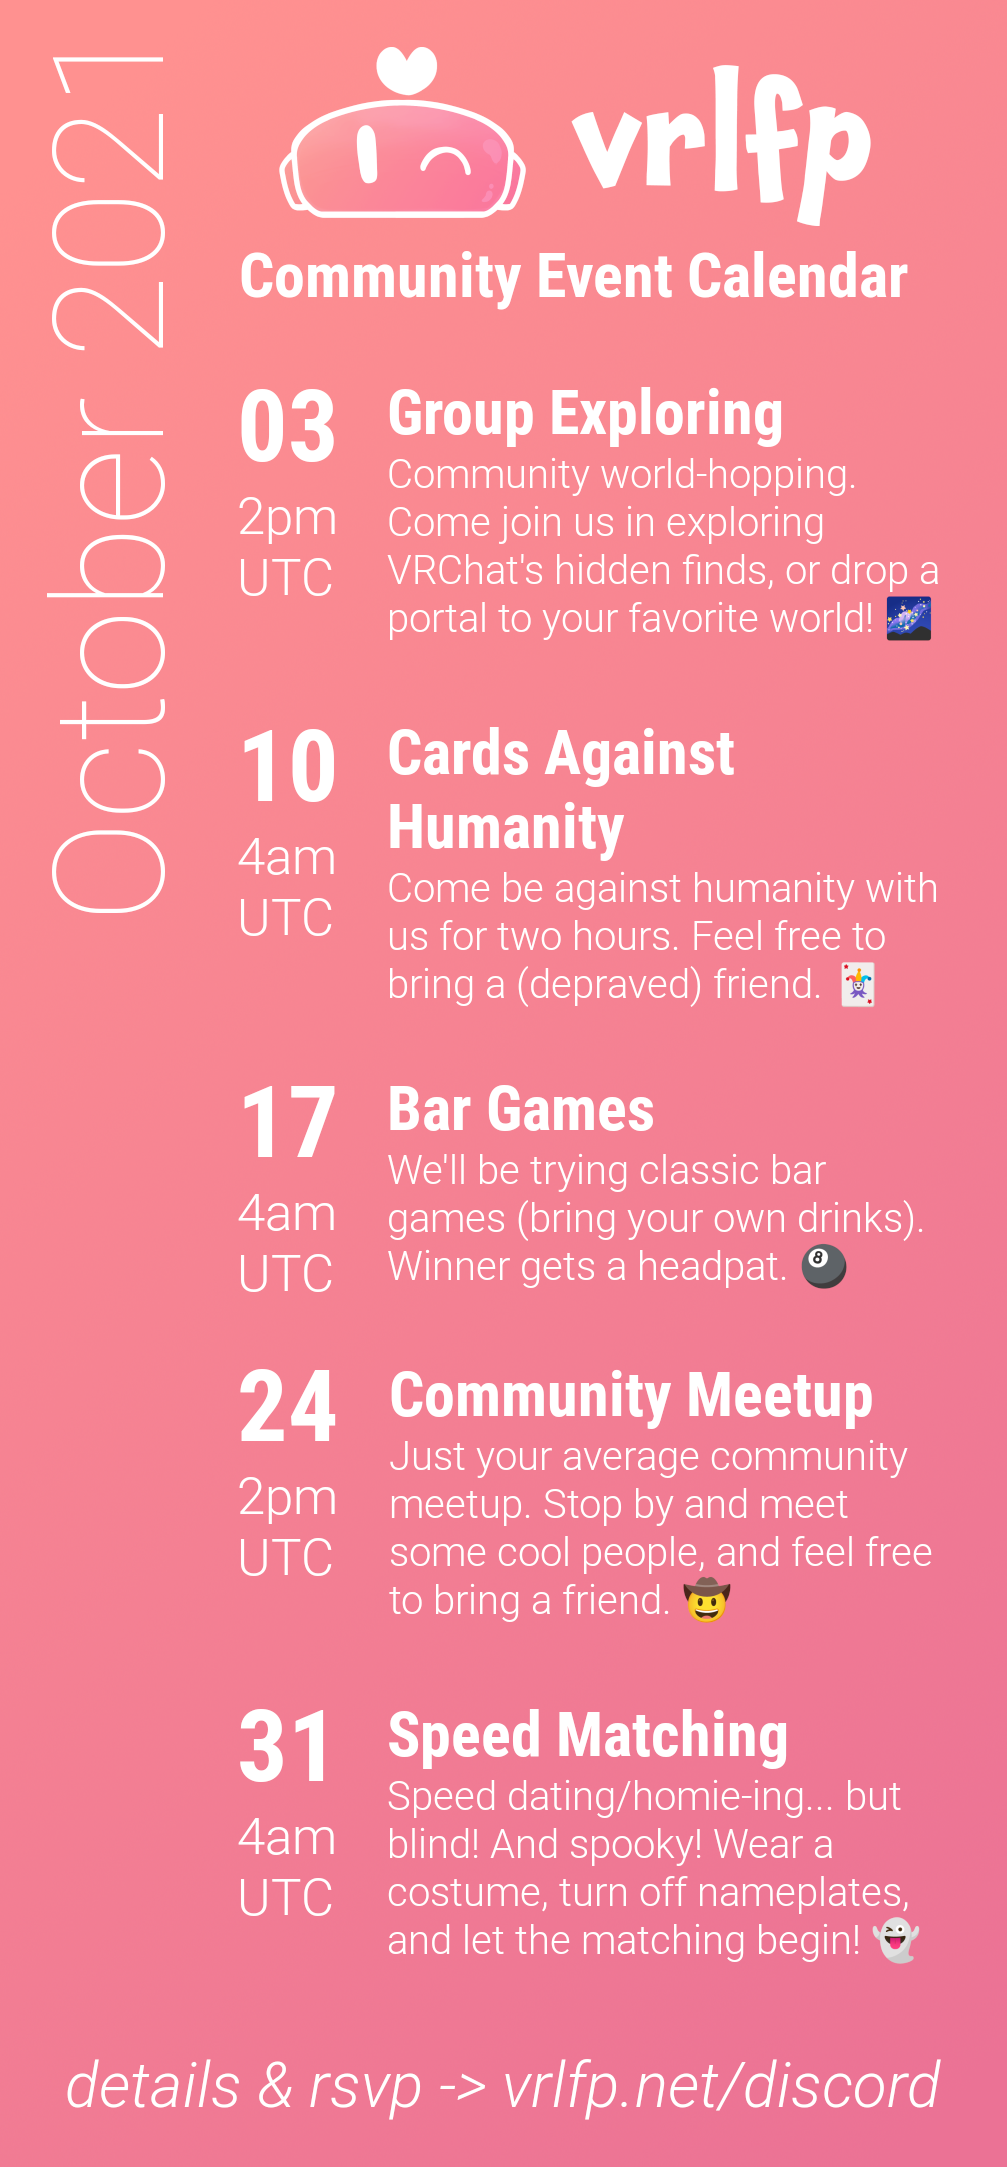 October 2021
vrlfp
Community Event Calendar
03
2pm
UTC
Group Exploring
Community world-hopping.
Come join us in exploring
VRChat's hidden finds, or drop a
portal to your favorite world! 🌌
10
4am
UTC
Cards Against
Humanity
Come be against humanity with
us for two hours. Feel free to
bring a (depraved) friend. 🃏
17
4am
UTC
Bar Games
We'll be trying classic bar
games (bring your own drinks).
Winner gets a headpat. 🎱
24
2pm
UTC
Community Meetup
Just your average community
meetup. Stop by and meet
some cool people, and feel free
to bring a friend. 🤠
31
4am
UTC
Speed Matching
Speed dating/homie-ing... but
blind! And spooky! Wear a
costume, turn off nameplates,
and let the matching begin! 👻
details & rsvp -> vrlfp.net/discord